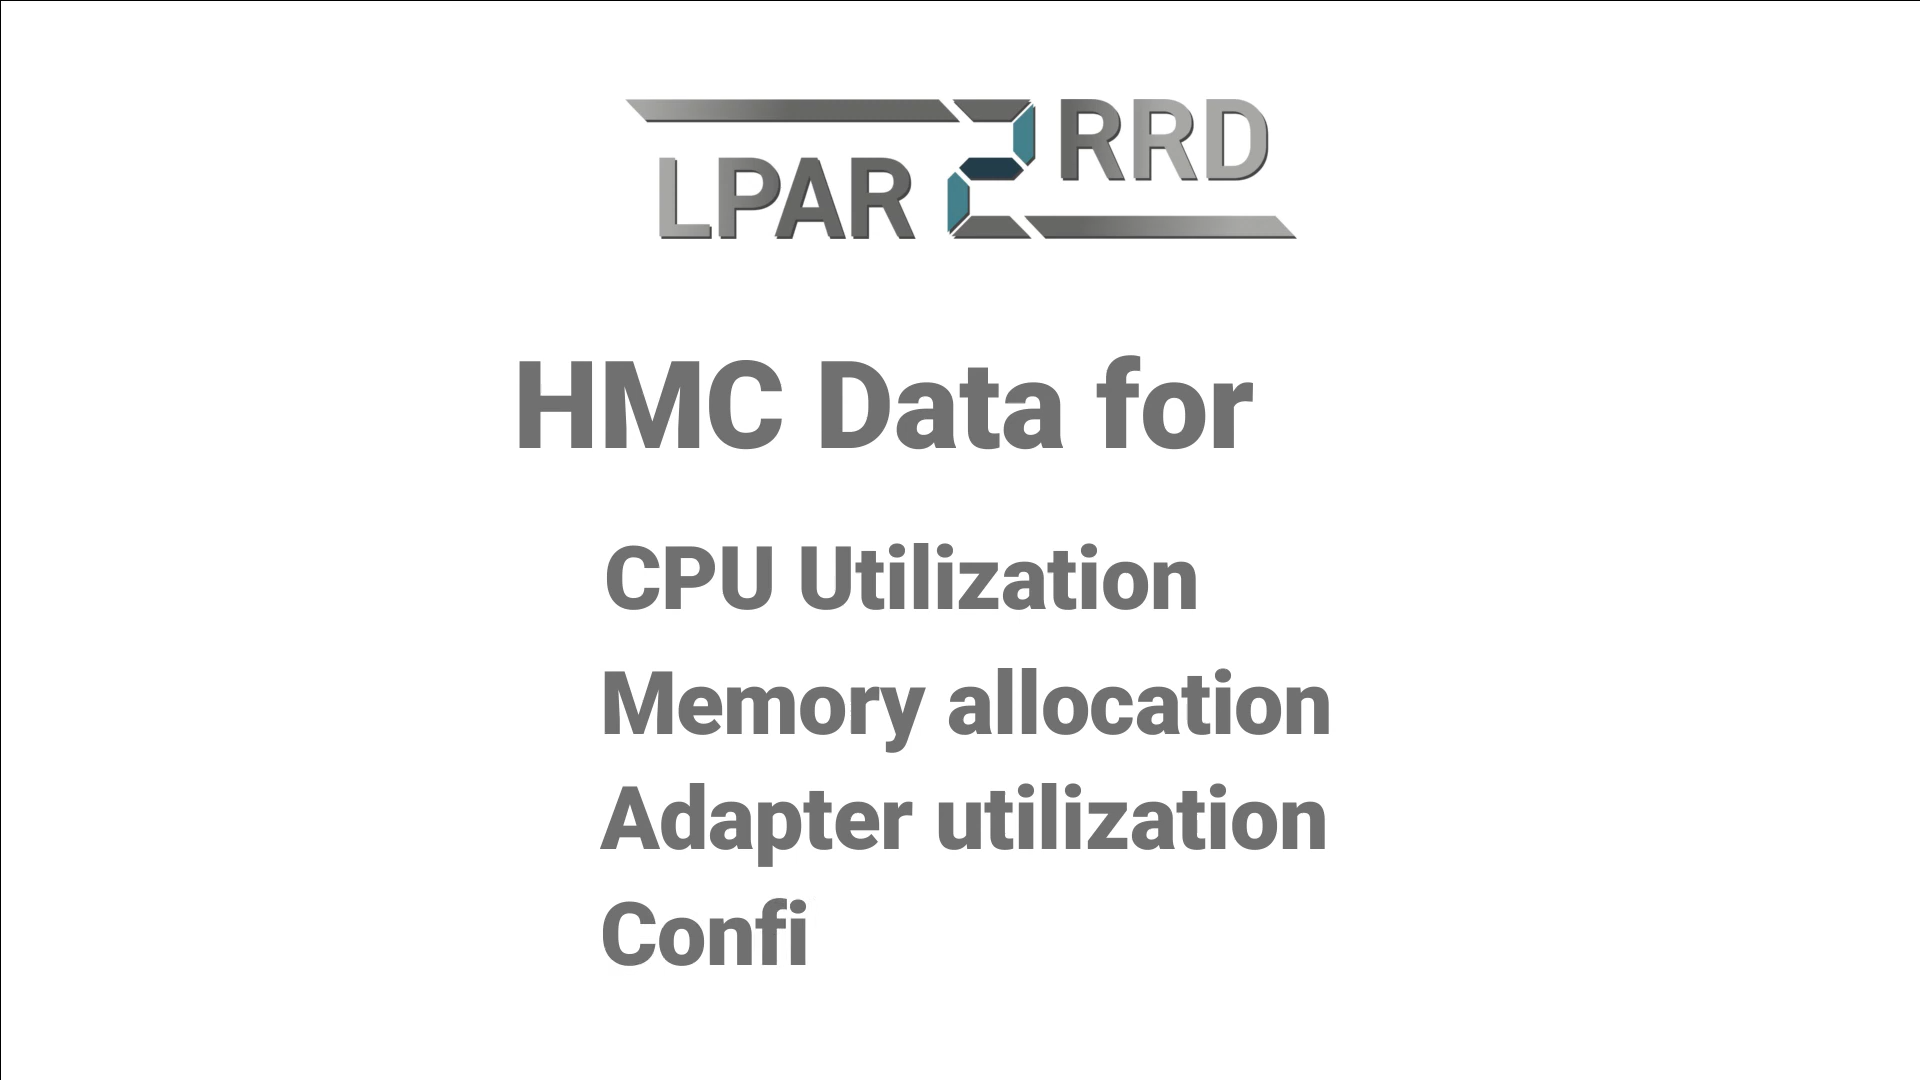 LPAR2RRD
HMC Data for
CPU Utilization
Memory allocation
Adapter utilization
Confi